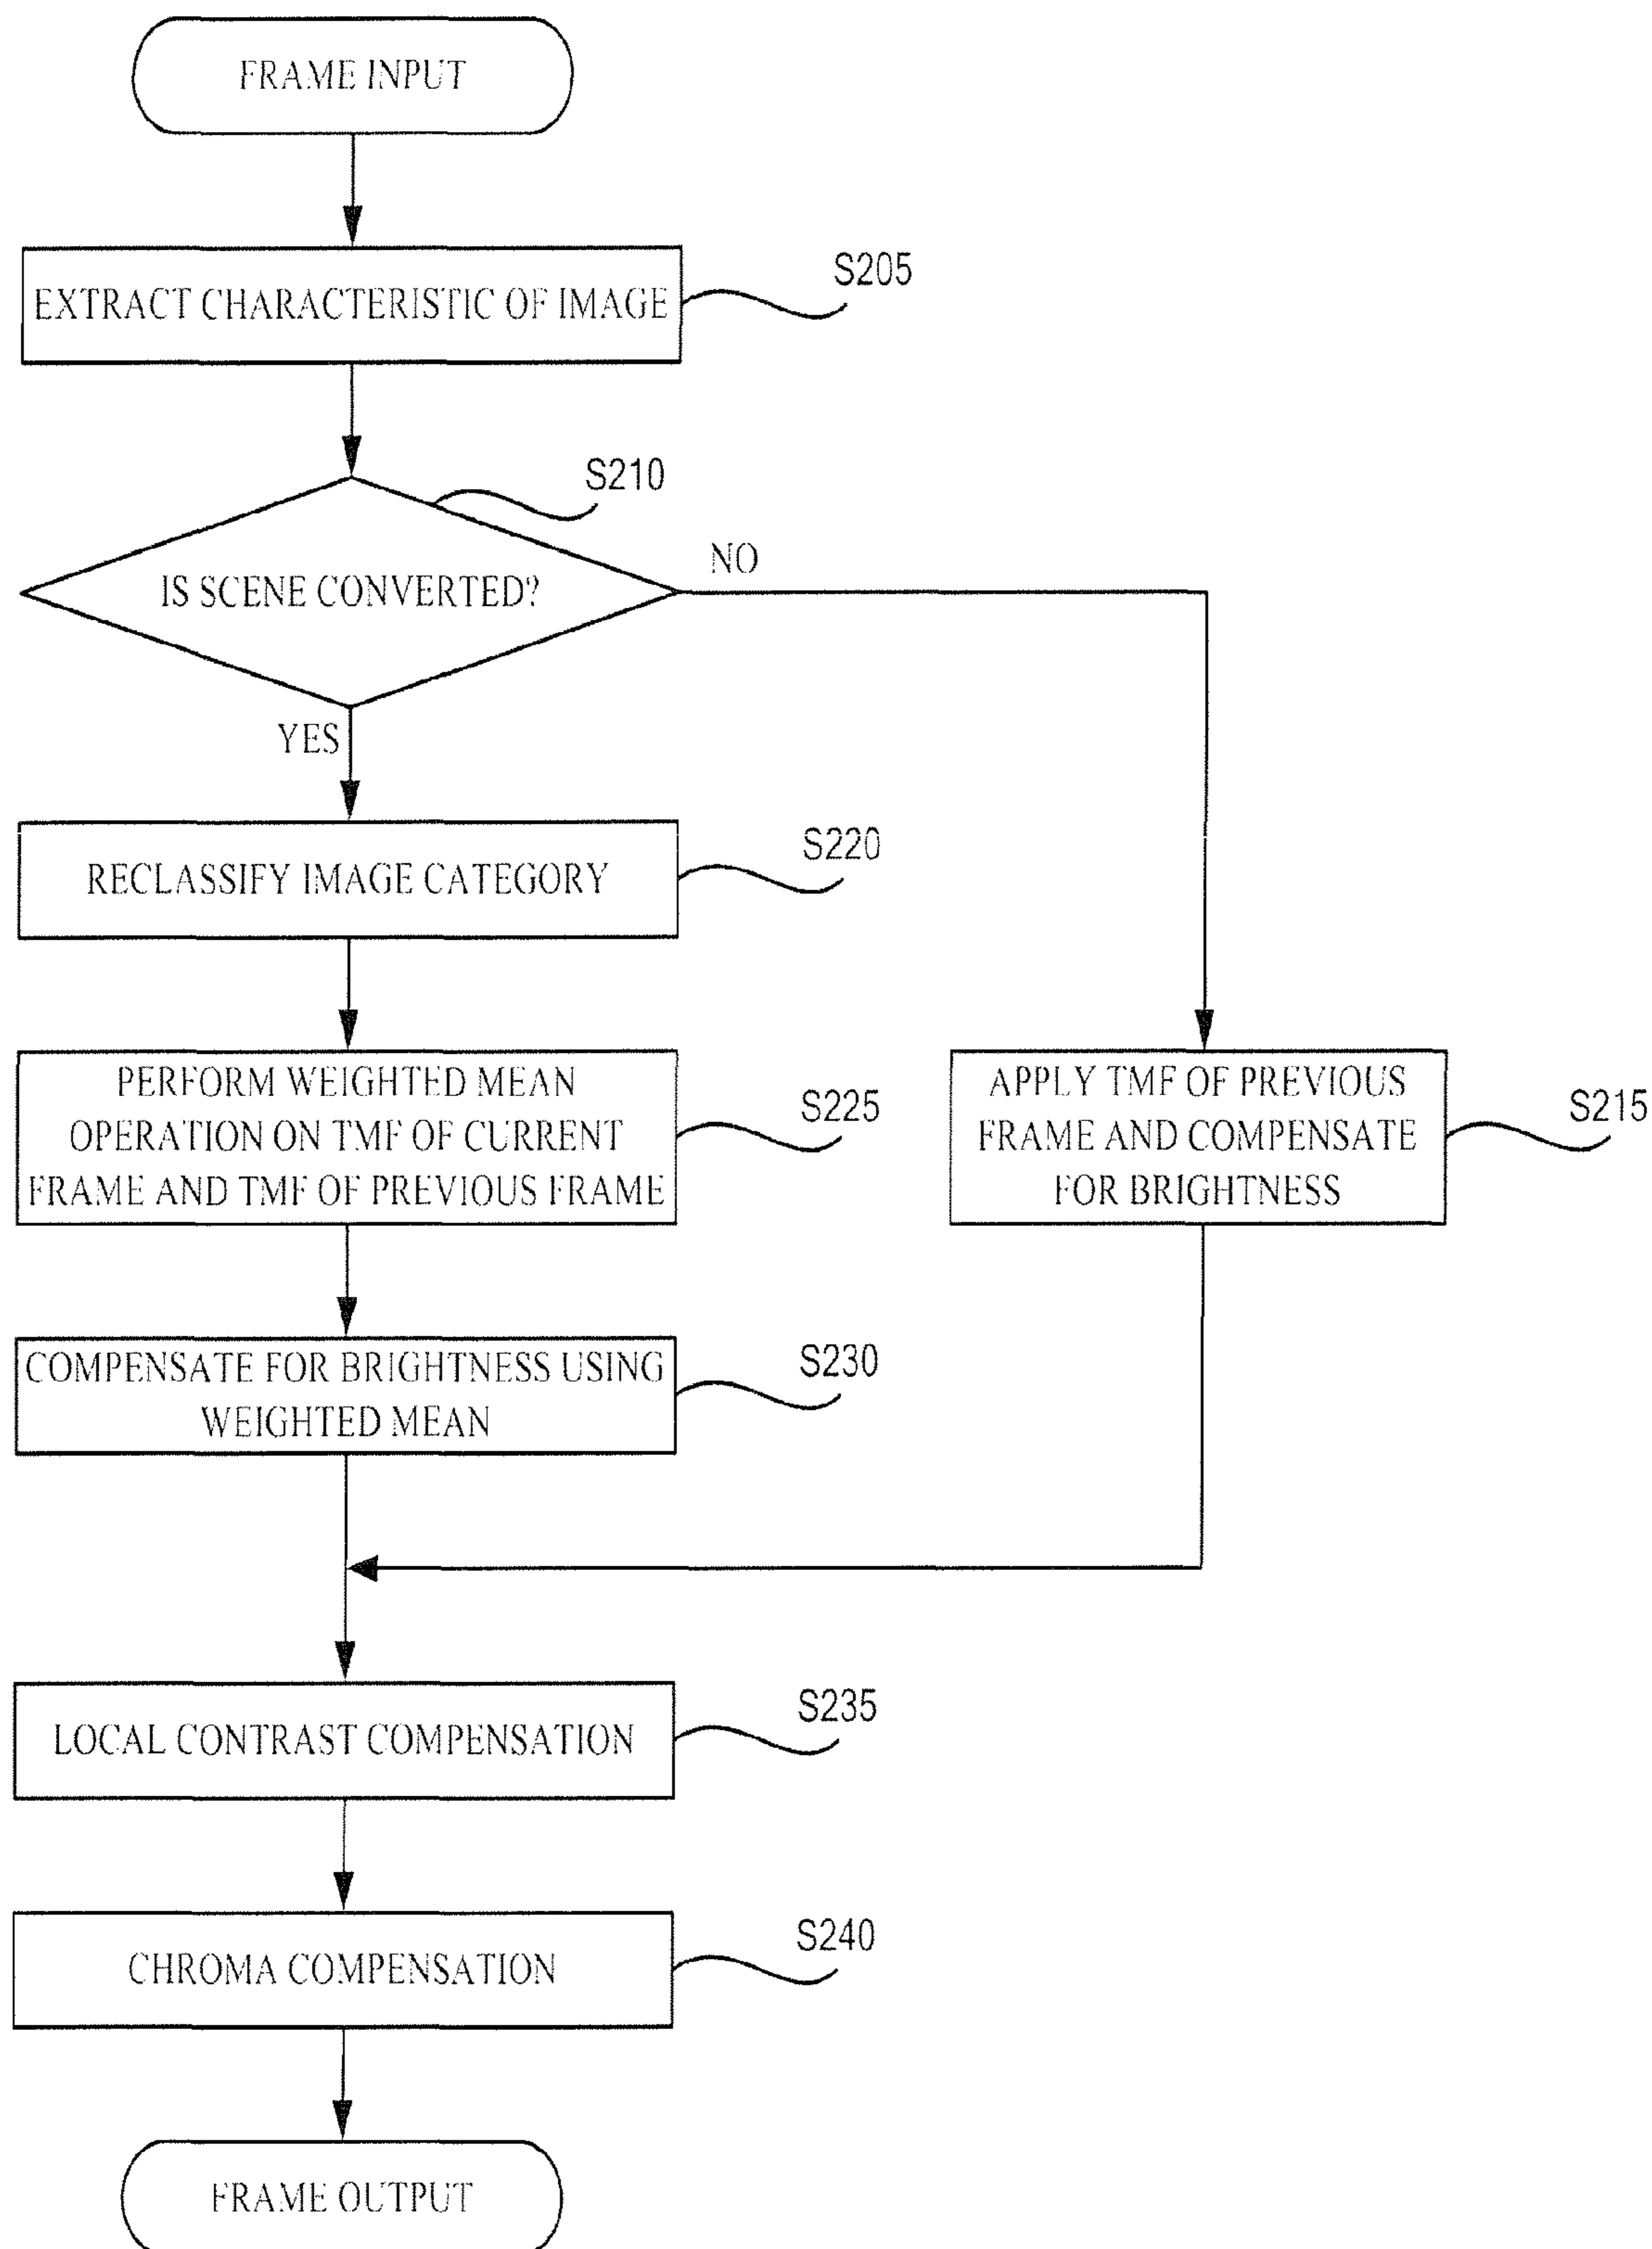 FRAME INPUT
S205
EXTRACT CHARACTERISTIC OF IMAGE
S210
NO
IS SCENE CONVERTED?
YES
S220
RECLASSIFY IMAGE CATEGORY
PERFORM WEIGHTED MEAN
OPERATION ON TMF OF CURRENT
FRAME AND TMF OF PREVIOUS FRAME
S225
APPLY TMF OF PREVIOUS
FRAME AND COMPENSATE
FOR BRIGHTNESS
S215
COMPENSATE FOR BRIGHTNESS USING
WEIGHTED MEAN
S230
S235
LOCAL CONTRAST COMPENSATION
S240
CHROMA COMPENSATION
FRAME OUTPUT